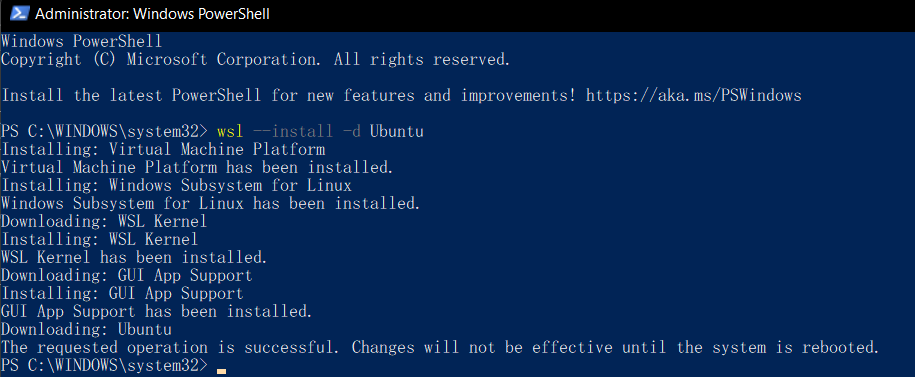 Administrator: Windows PowerShell
Windows PowerShell
Copyright (C) Microsoft Corporation. All rights reserved.
Install the latest PowerShell for new features and improvements! https://aka.ms/PSWindows
PS C:\WINDOWS\system32> wsl --install -d Ubuntu
Installing: Virtual Machine Platform
Virtual Machine Platform has been installed.
Installing: Windows Subsystem for Linux
Windows Subsystem for Linux has been installed.
Downloading: WSL Kernel
Installing: WSL Kernel
WSL Kernel has been installed.
Downloading: GUI App Support
Installing: GUI App Support
GUI App Support has been installed.
Downloading: Ubuntu
The requested operation is successful. Changes will not be effective until the system is rebooted.
PS C:\WINDOWS\system32>